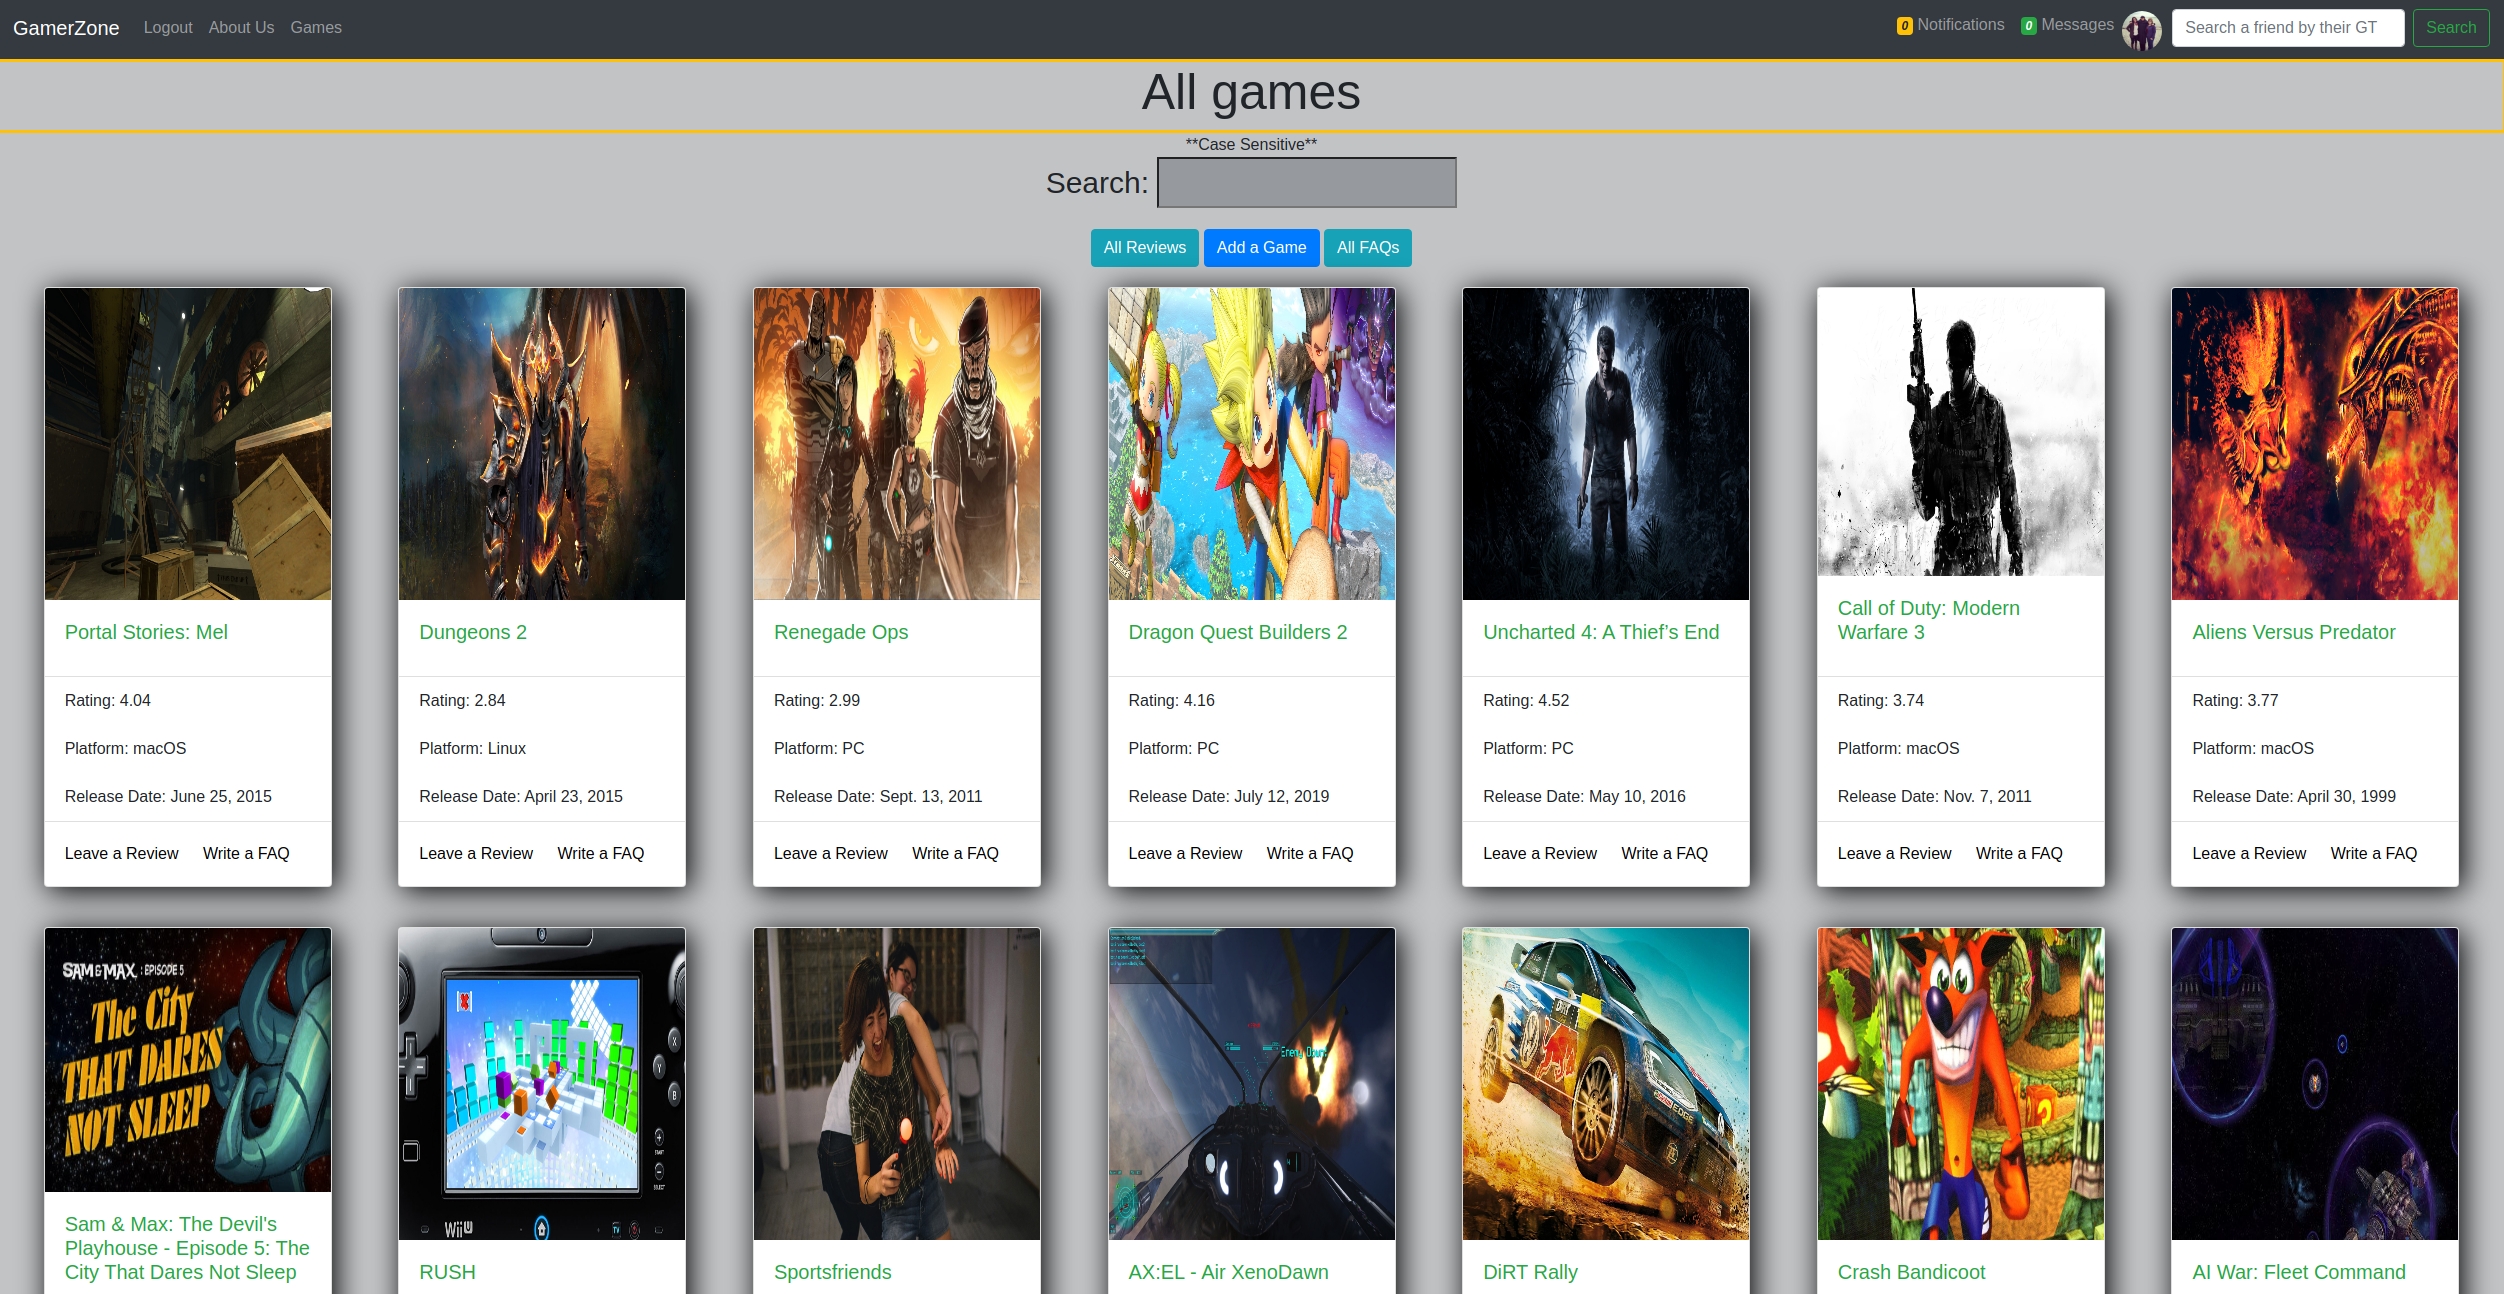 GamerZone Logout About Us Games 0 Notifications 0 Messages Search a friend by their GT Search
All games
**Case Sensitive**
Search:
All Reviews Add a Game All FAQs
Portal Stories: Mel
Rating: 4.04
Platform: macOS
Release Date: June 25, 2015
Leave a Review Write a FAQ
Dungeons 2
Rating: 2.84
Platform: Linux
Release Date: April 23, 2015
Leave a Review Write a FAQ
Renegade Ops
Rating: 2.99
Platform: PC
Release Date: Sept. 13, 2011
Leave a Review Write a FAQ
Dragon Quest Builders 2
Rating: 4.16
Platform: PC
Release Date: July 12, 2019
Leave a Review Write a FAQ
Uncharted 4: A Thief’s End
Rating: 4.52
Platform: PC
Release Date: May 10, 2016
Leave a Review Write a FAQ
Call of Duty: Modern
Warfare 3
Rating: 3.74
Platform: macOS
Release Date: Nov. 7, 2011
Leave a Review Write a FAQ
Aliens Versus Predator
Rating: 3.77
Platform: macOS
Release Date: April 30, 1999
Leave a Review Write a FAQ
SAM & MAX : EPISODE 5
The City
THAT DARES
NOT SLEEP
Sam & Max: The Devil's
Playhouse - Episode 5: The
City That Dares Not Sleep
X
Y
B
START
SELECT
Wii U
TV
RUSH
Sportsfriends
Enemy Down!
AX:EL - Air XenoDawn
DiRT
Red Bull
EDGE
DiRT Rally
?
Crash Bandicoot
AI War: Fleet Command